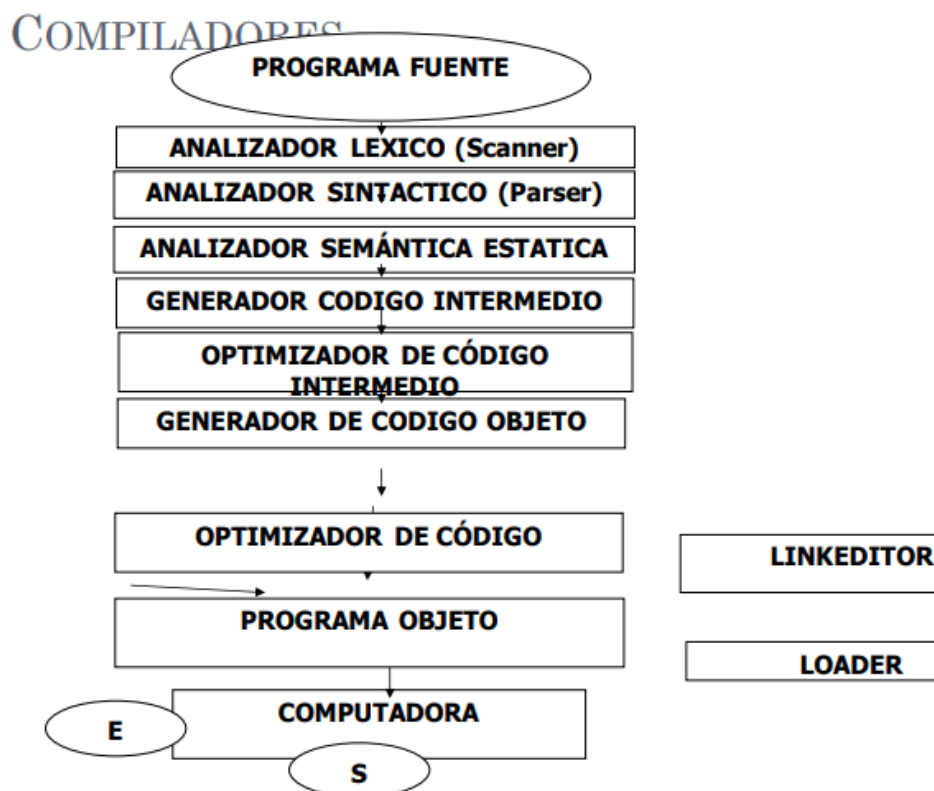 COMPILADORES
PROGRAMA FUENTE
ANALIZADOR LEXICO (Scanner)
ANALIZADOR SINTACTICO (Parser)
ANALIZADOR SEMÁNTICA ESTATICA
GENERADOR CODIGO INTERMEDIO
OPTIMIZADOR DE CÓDIGO
INTERMEDIO
GENERADOR DE CODIGO OBJETO
OPTIMIZADOR DE CÓDIGO
LINKEDITOR
PROGRAMA OBJETO
LOADER
COMPUTADORA
E
S